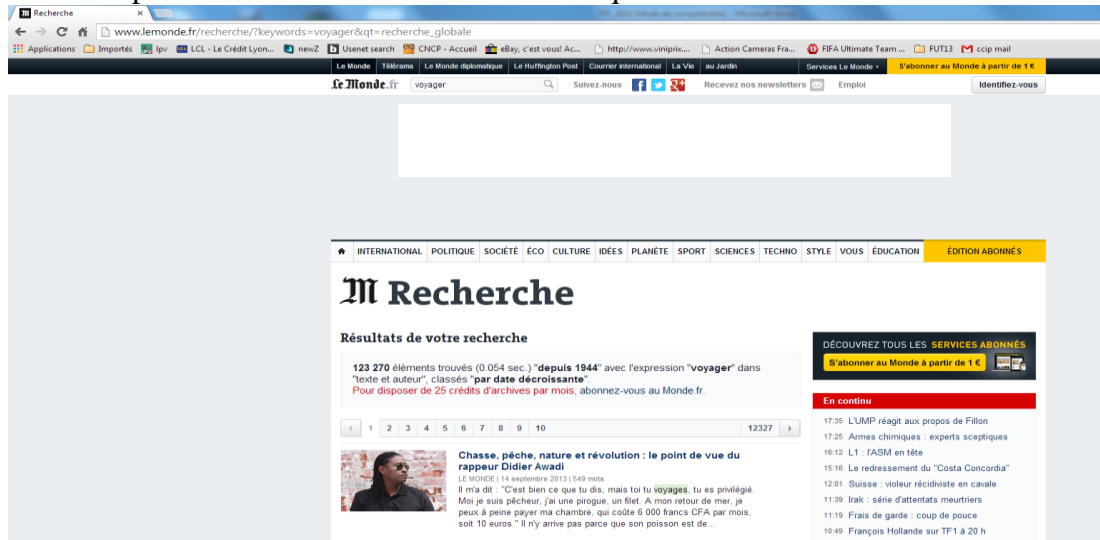 Recherche
www.lemonde.fr/recherche/?keywords=voyager&qt=recherche_globale
Applications Importés lpv LCL - Le Crédit Lyon... newZ Usenet search CNCP - Accueil eBay, c'est vous! Ac... http://www.viniprix.... Action Cameras Fra... FIFA Ultimate Team ... FUT13 ccip mail
Le Monde Télérama Le Monde diplomatique Le Huffington Post Courrier international La Vie au Jardin Services Le Monde S'abonner au Monde à partir de 1 €
Le Monde.fr voyager Suivez-nous Recevez nos newsletters Emploi Identifiez-vous
INTERNATIONAL POLITIQUE SOCIÉTÉ ÉCO CULTURE IDÉES PLANÈTE SPORT SCIENCES TECHNO STYLE VOUS ÉDUCATION ÉDITION ABONNÉS
M Recherche
Résultats de votre recherche
123 270 éléments trouvés (0.054 sec.) "depuis 1944" avec l'expression "voyager" dans
"texte et auteur", classés "par date décroissante".
Pour disposer de 25 crédits d'archives par mois, abonnez-vous au Monde.fr.
‹ 1 2 3 4 5 6 7 8 9 10 12327 ›
Chasse, pêche, nature et révolution : le point de vue du
rappeur Didier Awadi
LE MONDE | 14 septembre 2013 | 549 mots
Il m'a dit : "C'est bien ce que tu dis, mais toi tu voyages, tu es privilégié.
Moi je suis pêcheur, j'ai une pirogue, un filet. A mon retour de mer, je
peux à peine payer ma chambre, qui coûte 6 000 francs CFA par mois,
soit 10 euros." Il n'y arrive pas parce que son poisson est de...
DÉCOUVREZ TOUS LES SERVICES ABONNÉS
S'abonner au Monde à partir de 1 €
En continu
17:35 L'UMP réagit aux propos de Fillon
17:25 Armes chimiques : experts sceptiques
16:12 L1 : l'ASM en tête
15:16 Le redressement du "Costa Concordia"
12:01 Suisse : violeur récidiviste en cavale
11:39 Irak : série d'attentats meurtriers
11:19 Frais de garde : coup de pouce
10:49 François Hollande sur TF1 à 20 h